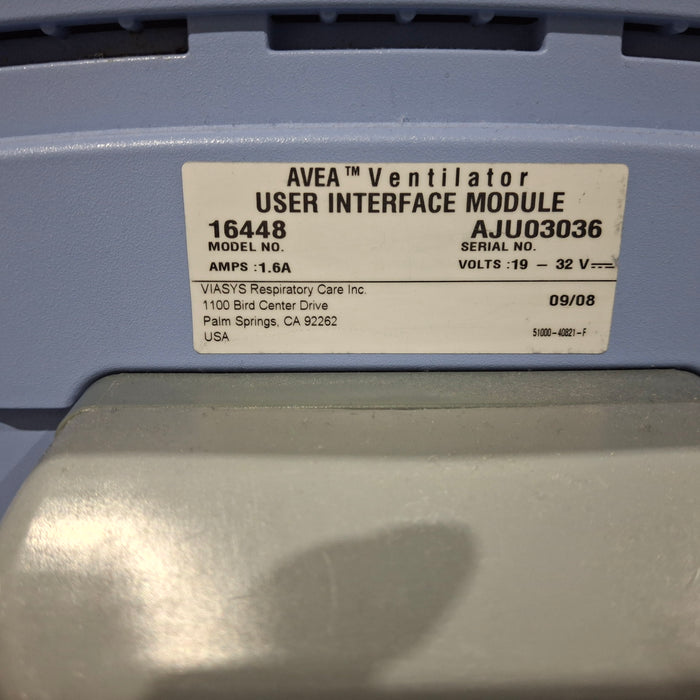 AVEA™ Ventilator
USER INTERFACE MODULE
16448 AJU03036
MODEL NO. SERIAL NO.
AMPS :1.6A VOLTS :19 – 32 V⎓
VIASYS Respiratory Care Inc.
1100 Bird Center Drive 09/08
Palm Springs, CA 92262
USA 51000-40821-F